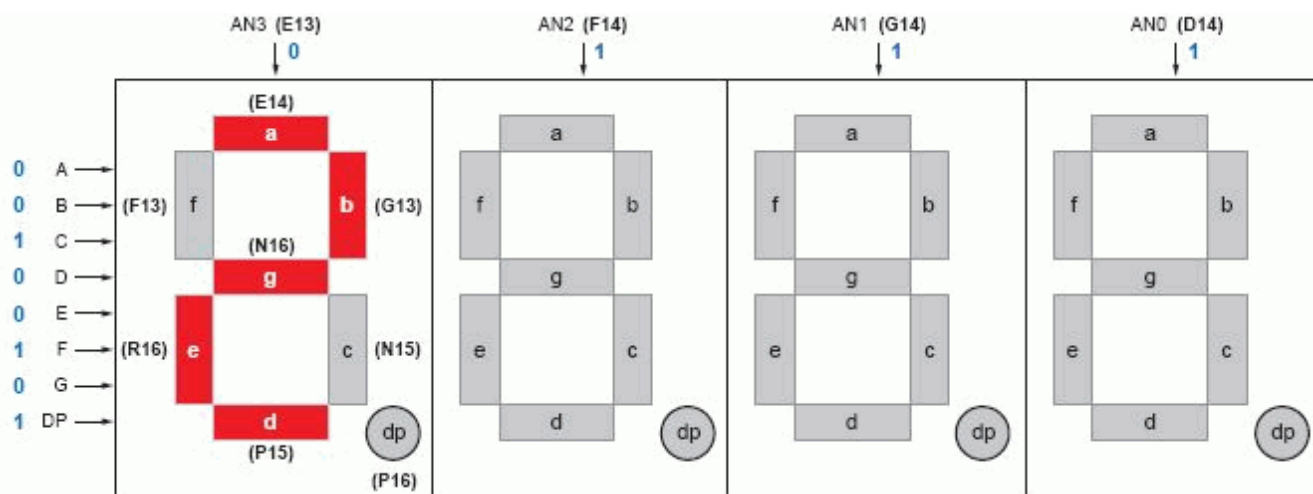 AN3 (E13) AN2 (F14) AN1 (G14) AN0 (D14)
0 1 1 1
(E14)
a a a a
0 A
0 B (F13) f b (G13) f b f b f b
1 C
(N16)
0 D g g g g
0 E
1 F (R16) e c (N15) e c e c e c
0 G
1 DP d dp d dp d dp d dp
(P15)
(P16)